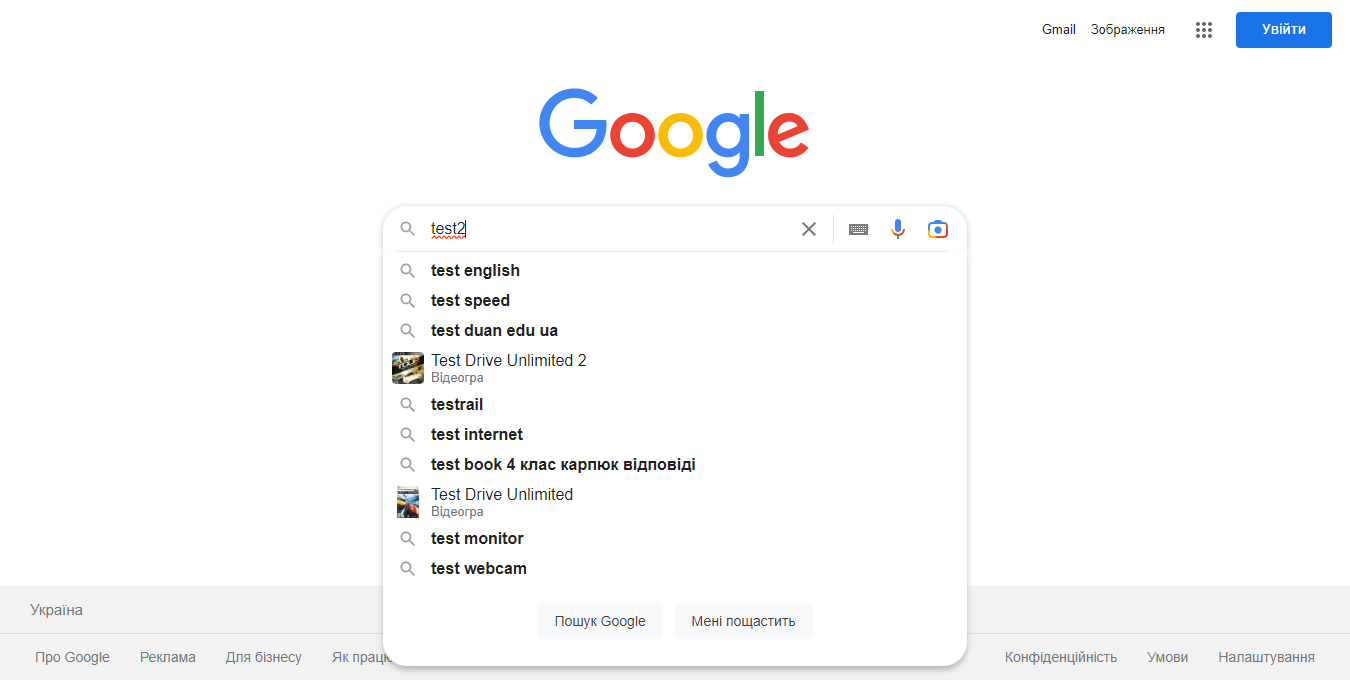 Gmail Зображення Увійти
Google
test2
test english
test speed
test duan edu ua
Test Drive Unlimited 2
Відеогра
testrail
test internet
test book 4 клас карпюк відповіді
Test Drive Unlimited
Відеогра
test monitor
test webcam
Пошук Google Мені пощастить
Україна
Про Google Реклама Для бізнесу Як Конфіденційність Умови Налаштування